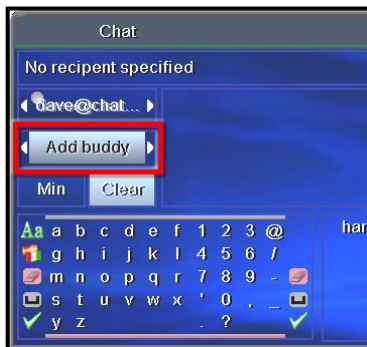 Chat
No recipent specified
dave@chat...
Add buddy
Min Clear
Aa a b c d e f 1 2 3 @
g h i j k l 4 5 6 /
m n o p q r 7 8 9 -
s t u v w x ' 0 , _
y z . ?